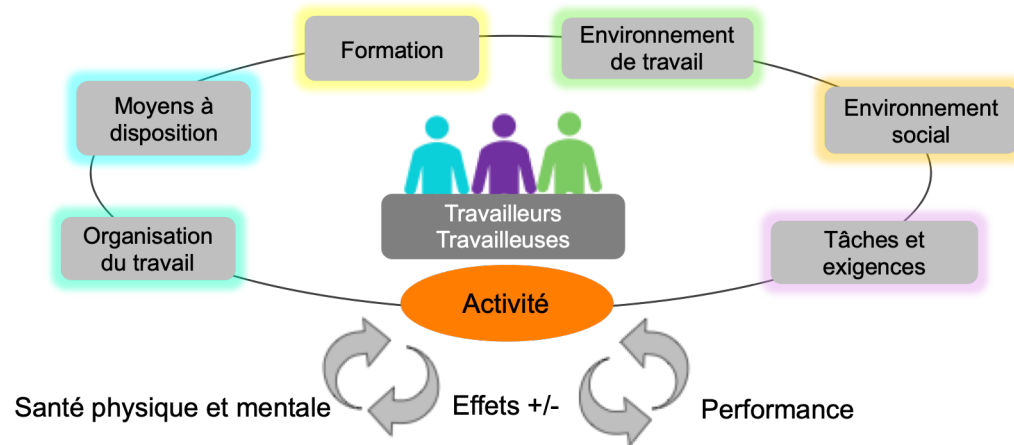 Formation
Environnement
de travail
Moyens à
disposition
Environnement
social
Travailleurs
Travailleuses
Organisation
du travail
Tâches et
exigences
Activité
Santé physique et mentale
Effets +/-
Performance